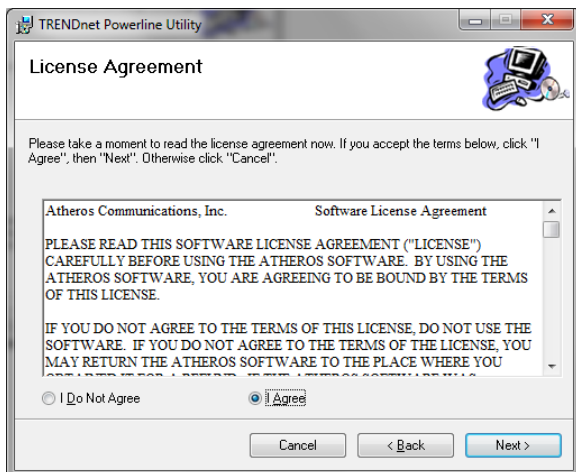 TRENDnet Powerline Utility
License Agreement
Please take a moment to read the license agreement now. If you accept the terms below, click "I
Agree", then "Next". Otherwise click "Cancel".
Atheros Communications, Inc. Software License Agreement
PLEASE READ THIS SOFTWARE LICENSE AGREEMENT ("LICENSE")
CAREFULLY BEFORE USING THE ATHEROS SOFTWARE. BY USING THE
ATHEROS SOFTWARE, YOU ARE AGREEING TO BE BOUND BY THE TERMS
OF THIS LICENSE.
IF YOU DO NOT AGREE TO THE TERMS OF THIS LICENSE, DO NOT USE THE
SOFTWARE. IF YOU DO NOT AGREE TO THE TERMS OF THE LICENSE, YOU
MAY RETURN THE ATHEROS SOFTWARE TO THE PLACE WHERE YOU
I Do Not Agree I Agree
Cancel < Back Next >